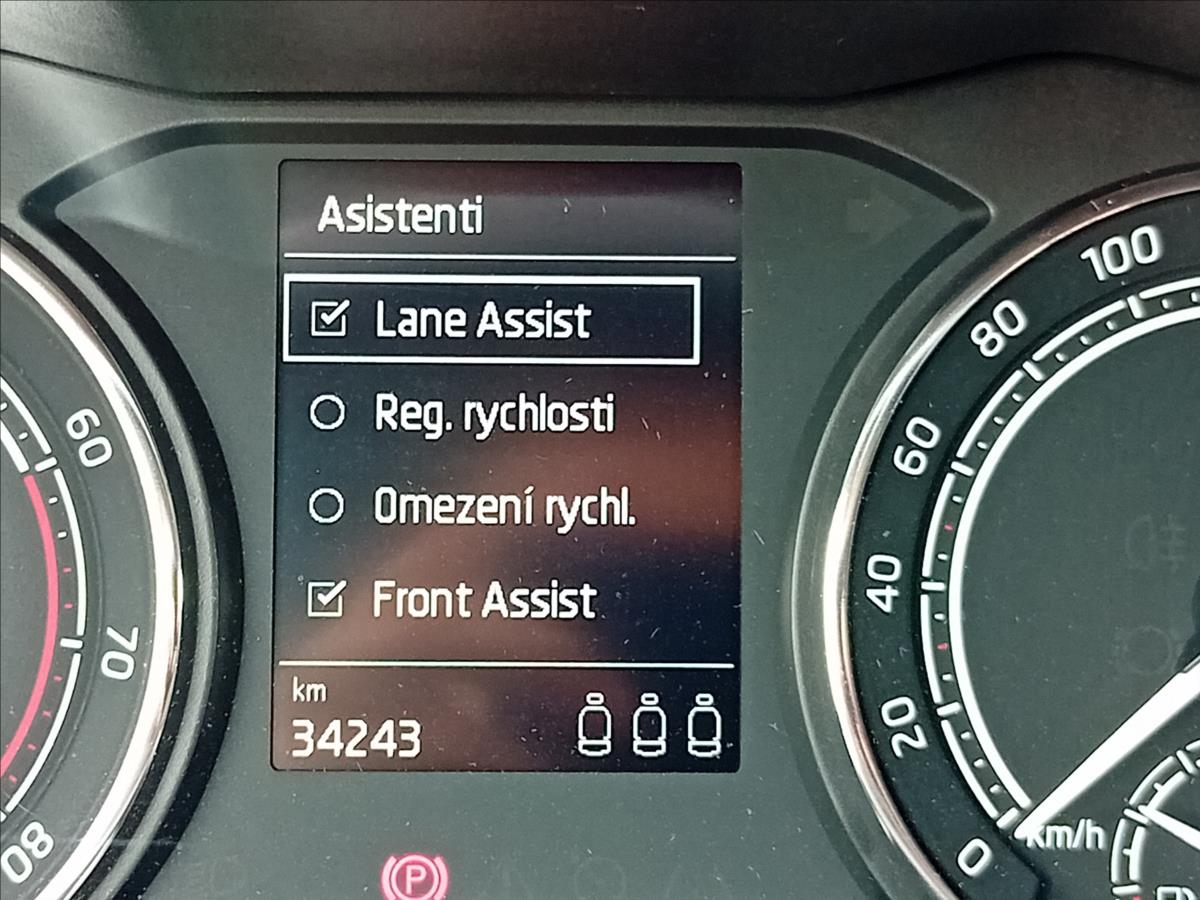 Asistenti
Lane Assist
Reg. rychlosti
Omezení rychl.
Front Assist
km
34243
60
70
80
100
80
60
40
20
0
km/h
P